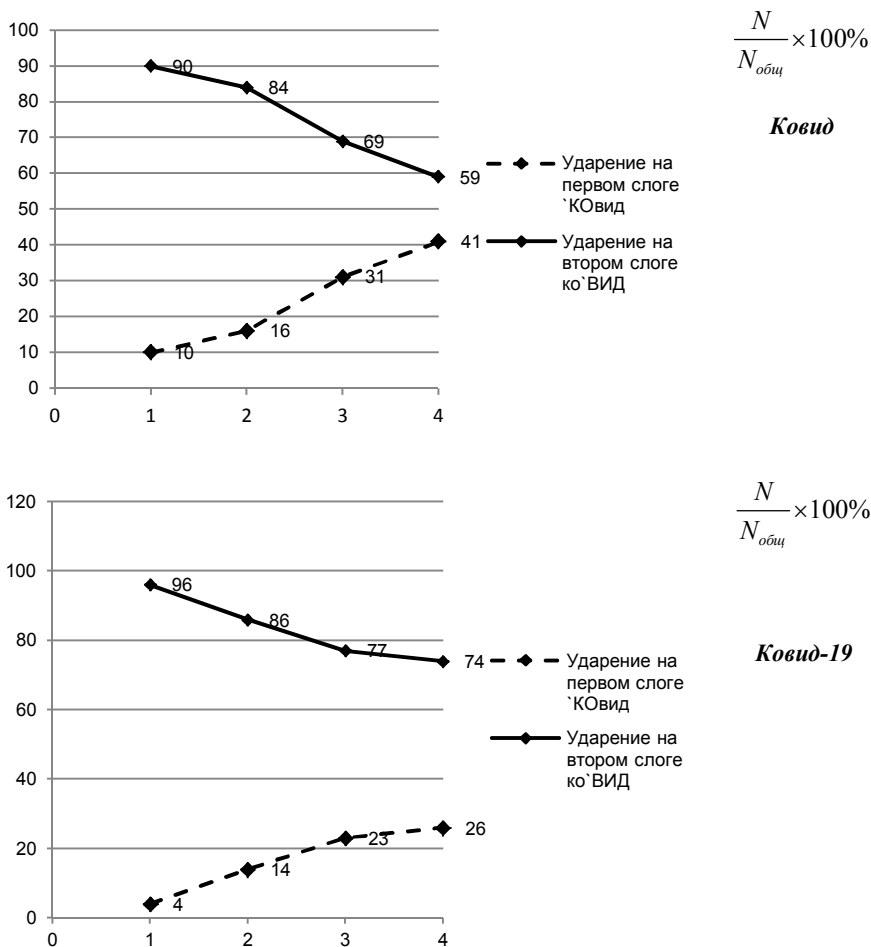 100
90
80
70
60
50
40
30
20
10
0
0 1 2 3 4
90
84
69
59
10
16
31
41
Ударение на
первом слоге
`КОвид
Ударение на
втором слоге
ко`ВИД
N
Nобщ ×100%
Ковид
120
100
80
60
40
20
0
0 1 2 3 4
96
86
77
74
4
14
23
26
Ударение на
первом слоге
`КОвид
Ударение на
втором слоге
ко`ВИД
N
Nобщ ×100%
Ковид-19